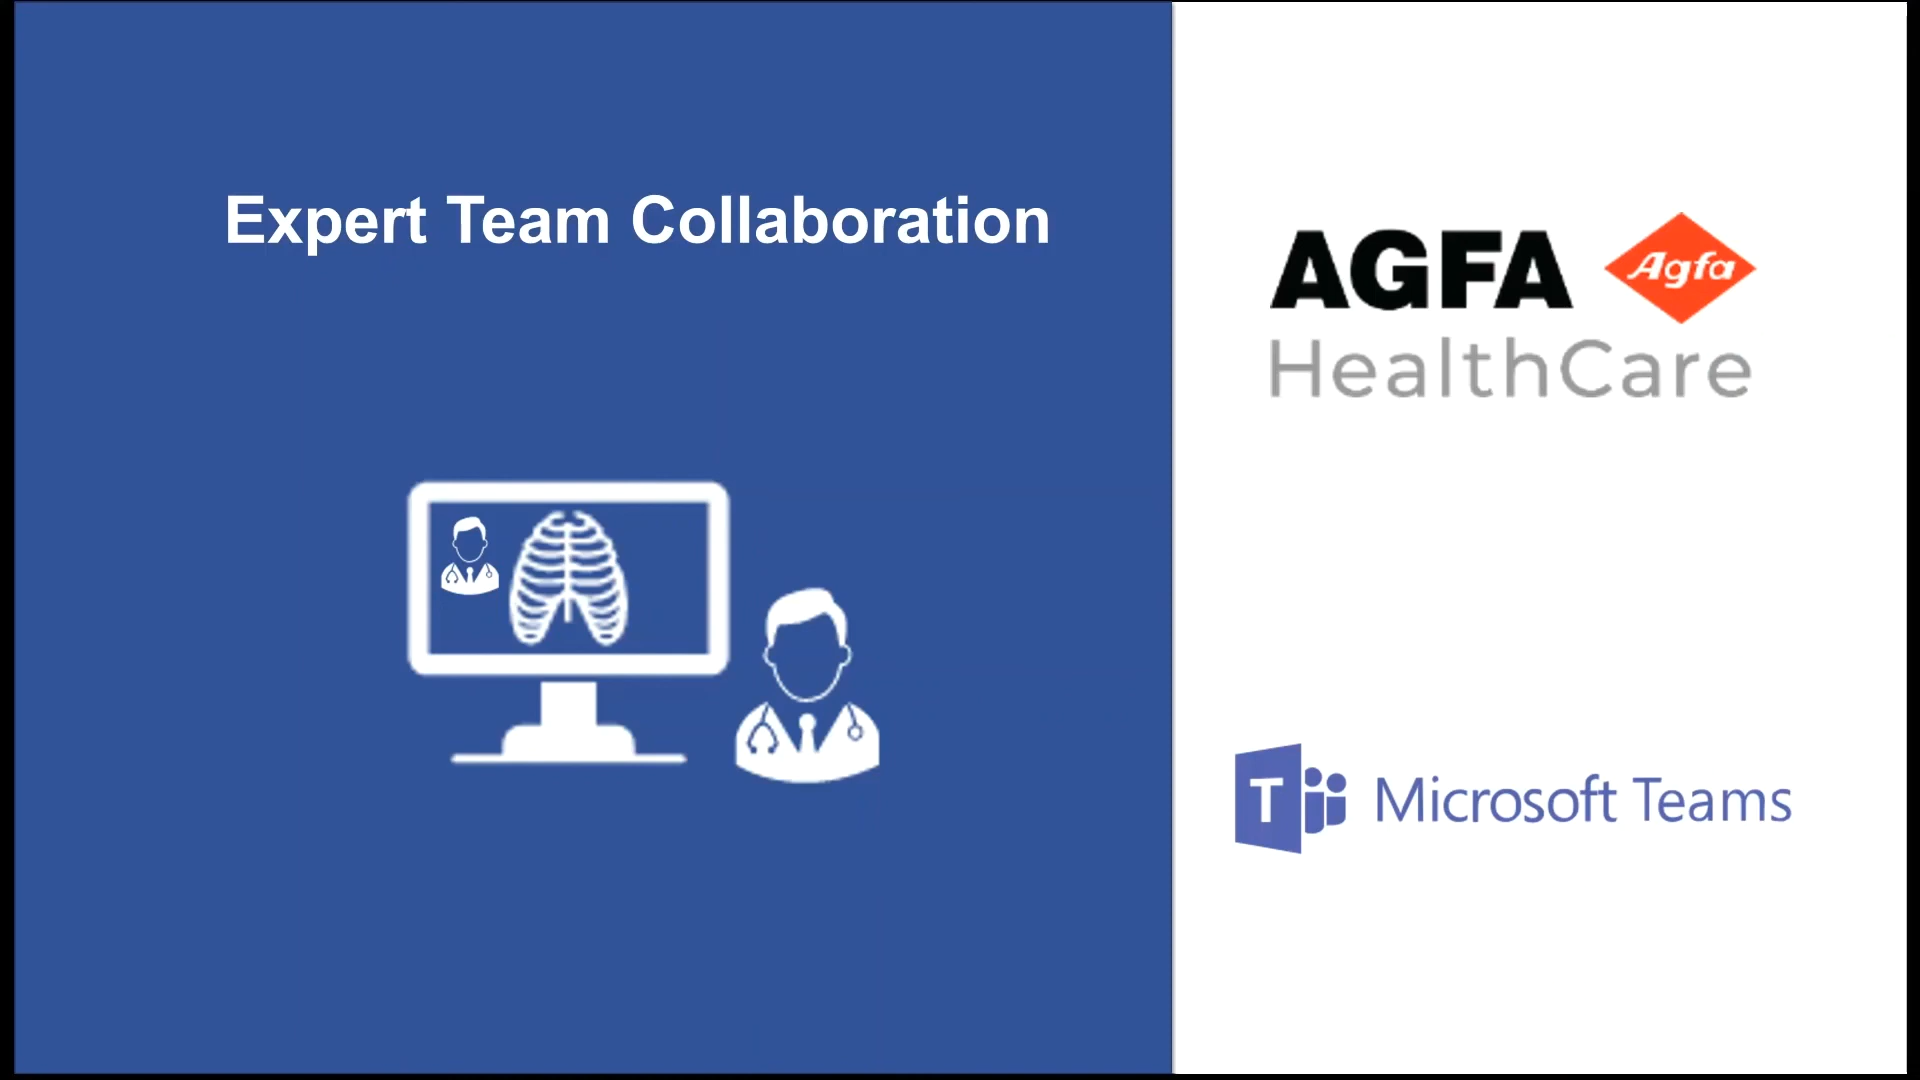 Expert Team Collaboration
AGFA
Agfa
HealthCare
T
Microsoft Teams